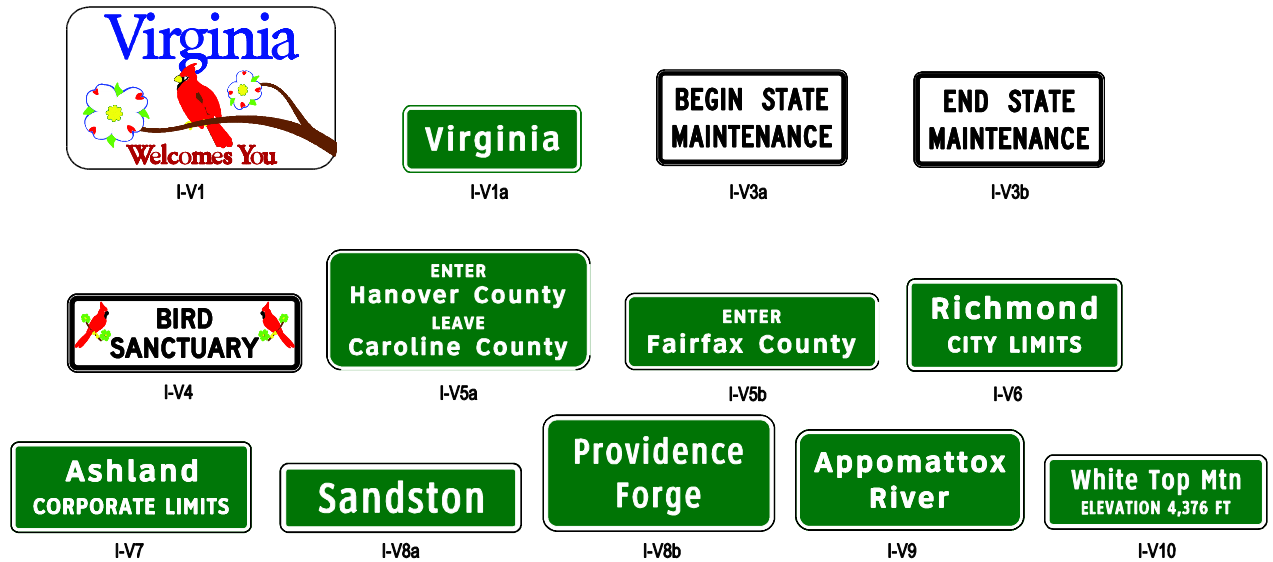 Virginia
Welcomes You
I-V1
Virginia
I-V1a
BEGIN STATE
MAINTENANCE
I-V3a
END STATE
MAINTENANCE
I-V3b
BIRD
SANCTUARY
I-V4
ENTER
Hanover County
LEAVE
Caroline County
I-V5a
ENTER
Fairfax County
I-V5b
Richmond
CITY LIMITS
I-V6
Ashland
CORPORATE LIMITS
I-V7
Sandston
I-V8a
Providence
Forge
I-V8b
Appomattox
River
I-V9
White Top Mtn
ELEVATION 4,376 FT
I-V10